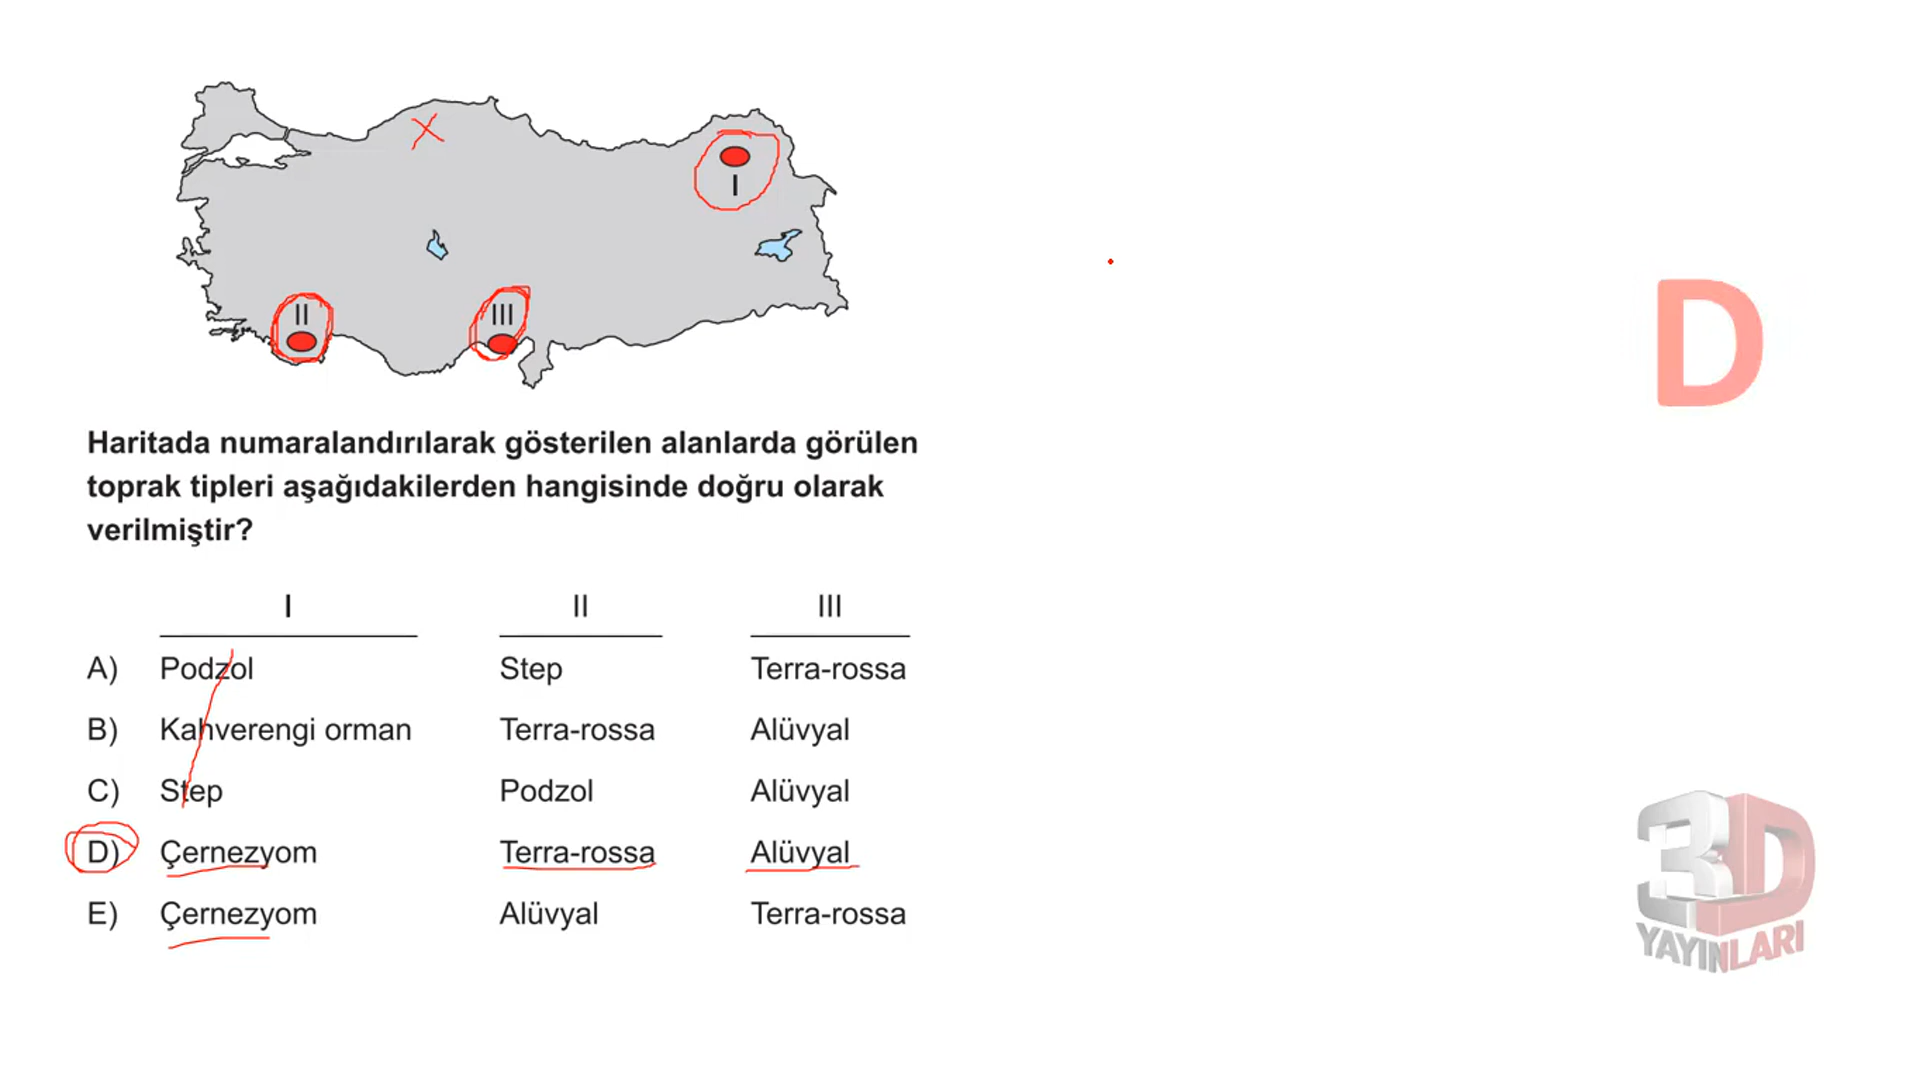 I
II
III
D
Haritada numaralandırılarak gösterilen alanlarda görülen
toprak tipleri aşağıdakilerden hangisinde doğru olarak
verilmiştir?
I II III
A) Podzol Step Terra-rossa
B) Kahverengi orman Terra-rossa Alüvyal
C) Step Podzol Alüvyal
D) Çernezyom Terra-rossa Alüvyal
E) Çernezyom Alüvyal Terra-rossa
3D
YAYINLARI